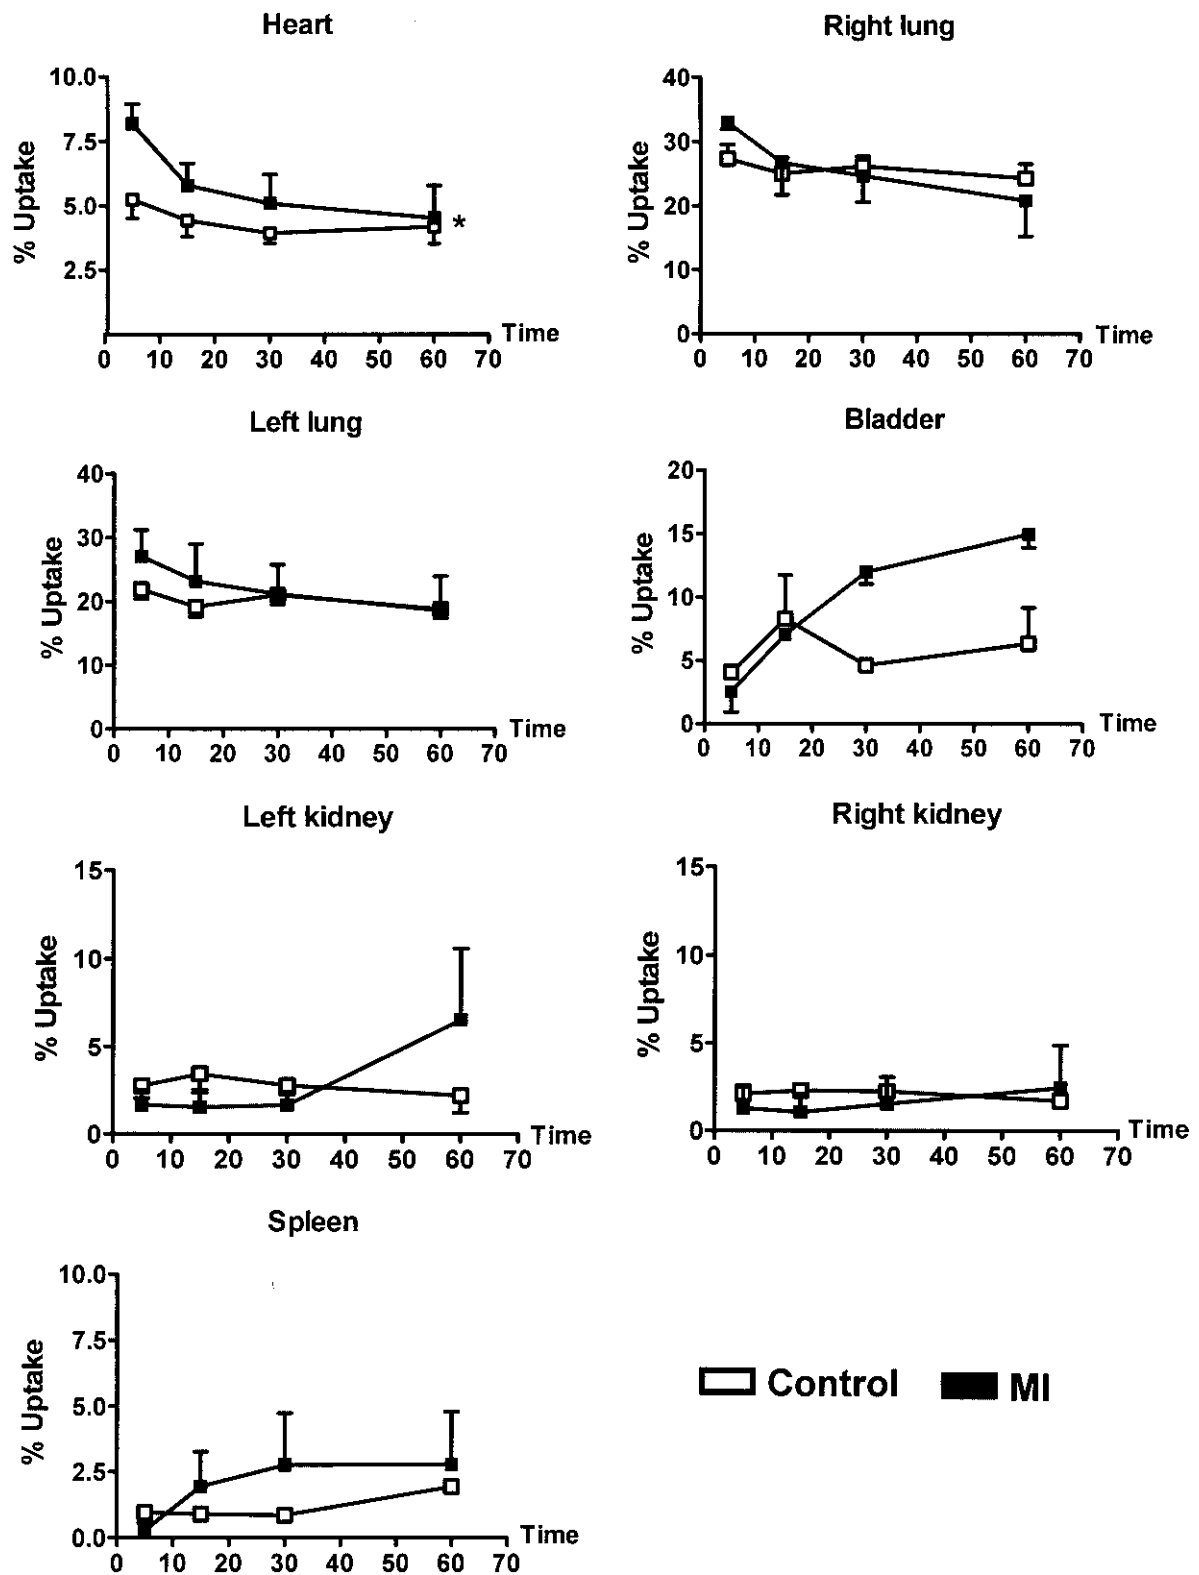 Heart
% Uptake
10.0
7.5
5.0
2.5
*
0 10 20 30 40 50 60 70
Time
Right lung
% Uptake
40
30
20
10
0
0 10 20 30 40 50 60 70
Time
Left lung
% Uptake
40
30
20
10
0
0 10 20 30 40 50 60 70
Time
Bladder
% Uptake
20
15
10
5
0
0 10 20 30 40 50 60 70
Time
Left kidney
% Uptake
15
10
5
0
0 10 20 30 40 50 60 70
Time
Right kidney
% Uptake
15
10
5
0
0 10 20 30 40 50 60 70
Time
Spleen
% Uptake
10.0
7.5
5.0
2.5
0.0
0 10 20 30 40 50 60 70
Time
Control MI